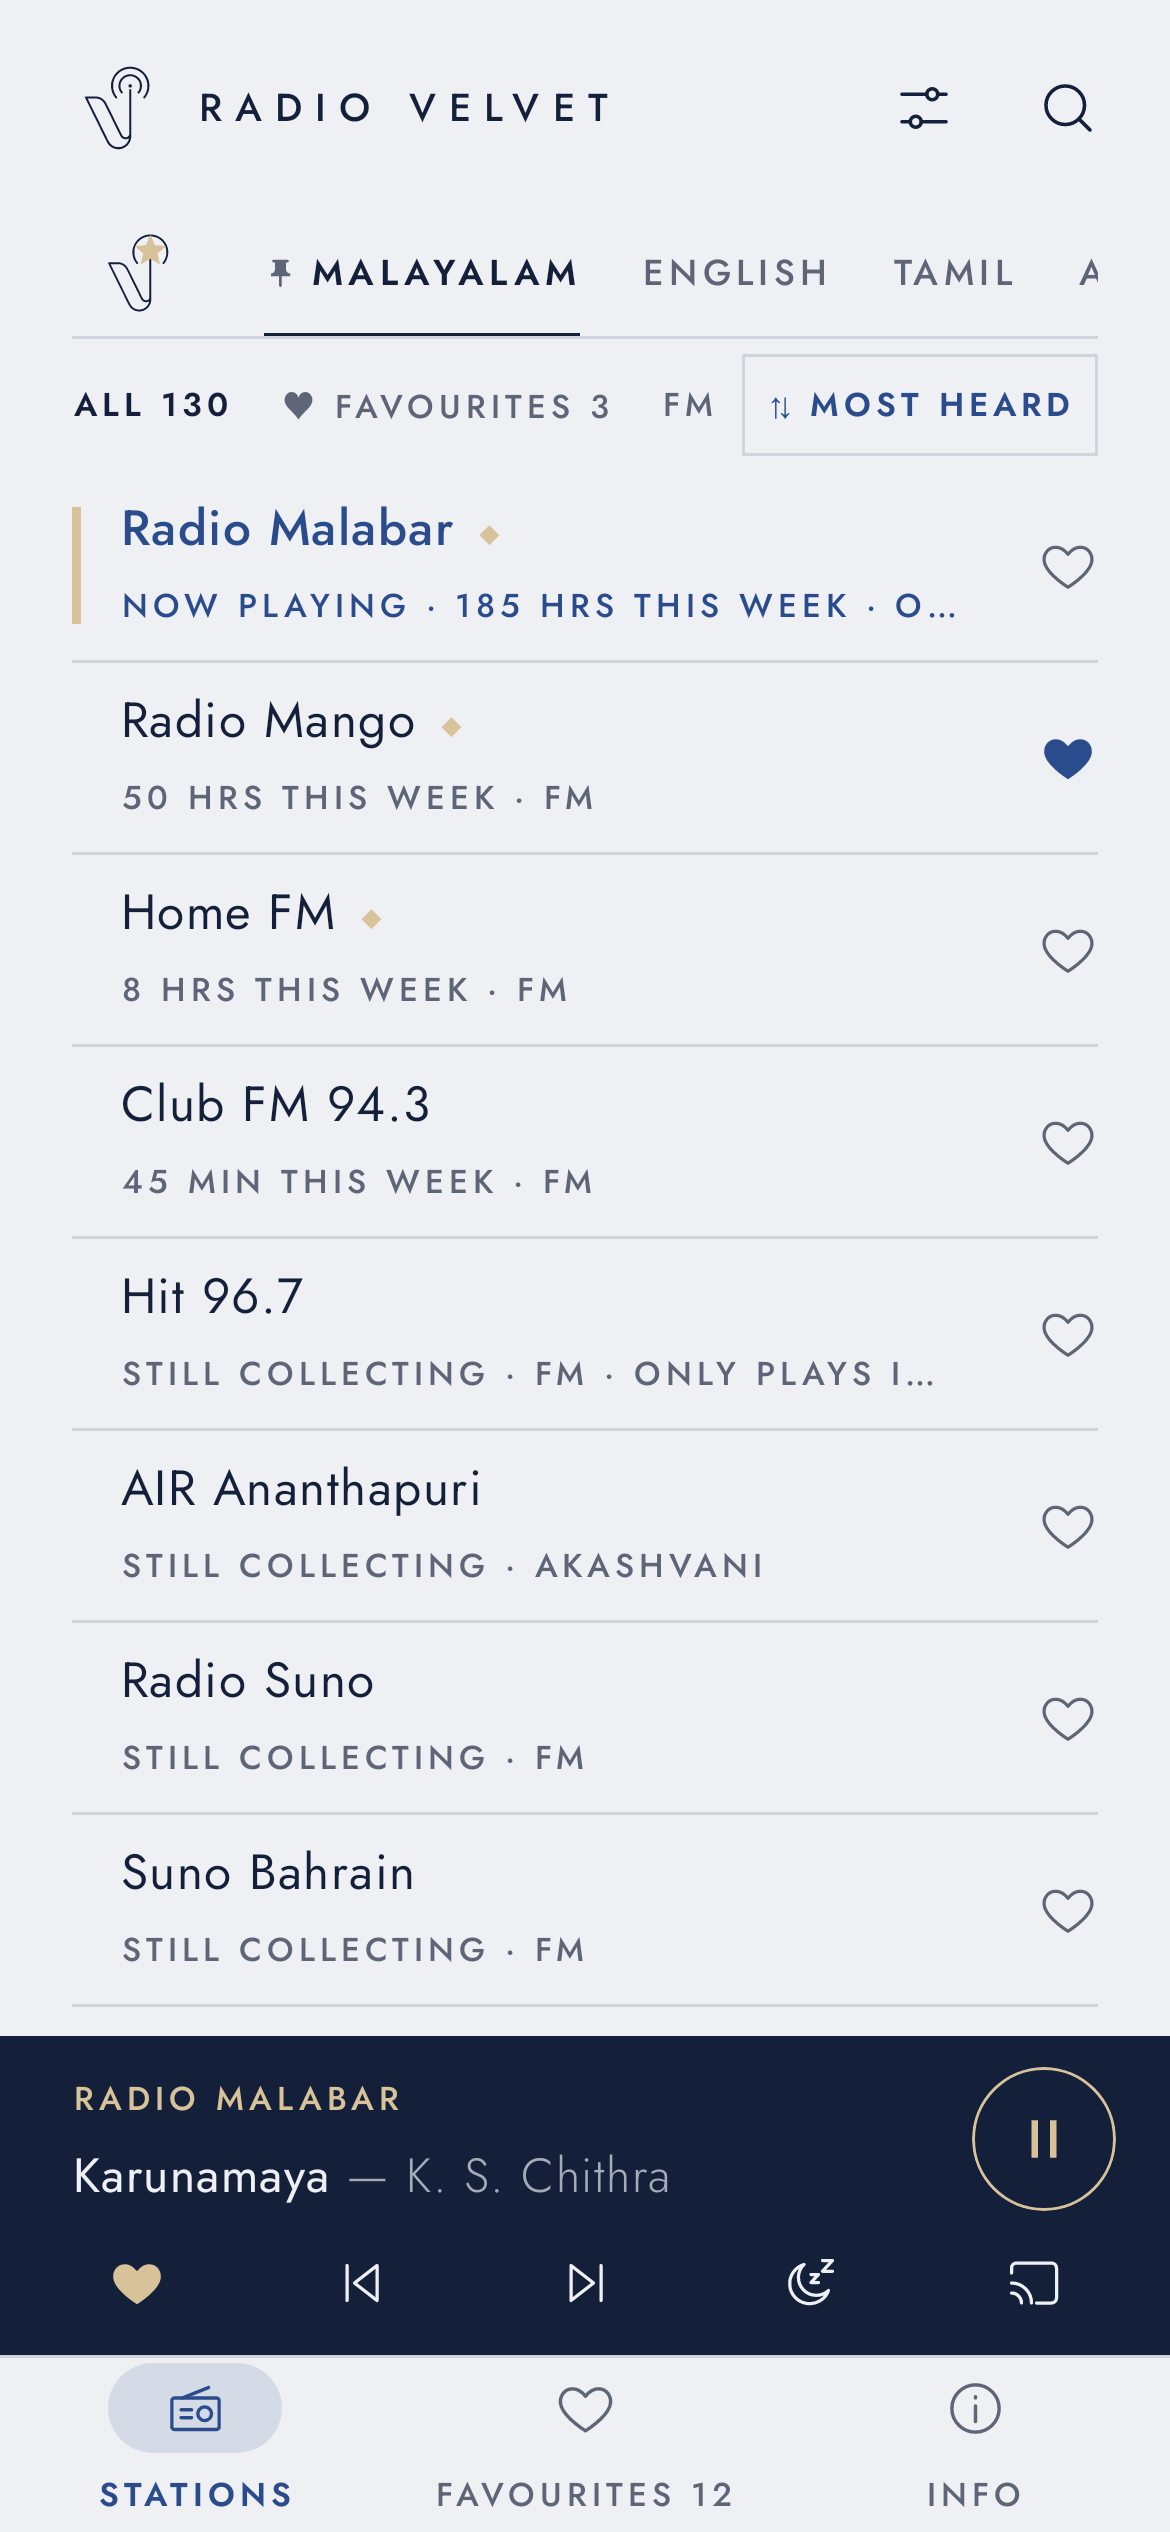 RADIO VELVET
MALAYALAM ENGLISH TAMIL
ALL 130 FAVOURITES 3 FM MOST HEARD
Radio Malabar
NOW PLAYING · 185 HRS THIS WEEK · O...
Radio Mango
50 HRS THIS WEEK · FM
Home FM
8 HRS THIS WEEK · FM
Club FM 94.3
45 MIN THIS WEEK · FM
Hit 96.7
STILL COLLECTING · FM · ONLY PLAYS I...
AIR Ananthapuri
STILL COLLECTING · AKASHVANI
Radio Suno
STILL COLLECTING · FM
Suno Bahrain
STILL COLLECTING · FM
RADIO MALABAR
Karunamaya — K. S. Chithra
STATIONS FAVOURITES 12 INFO